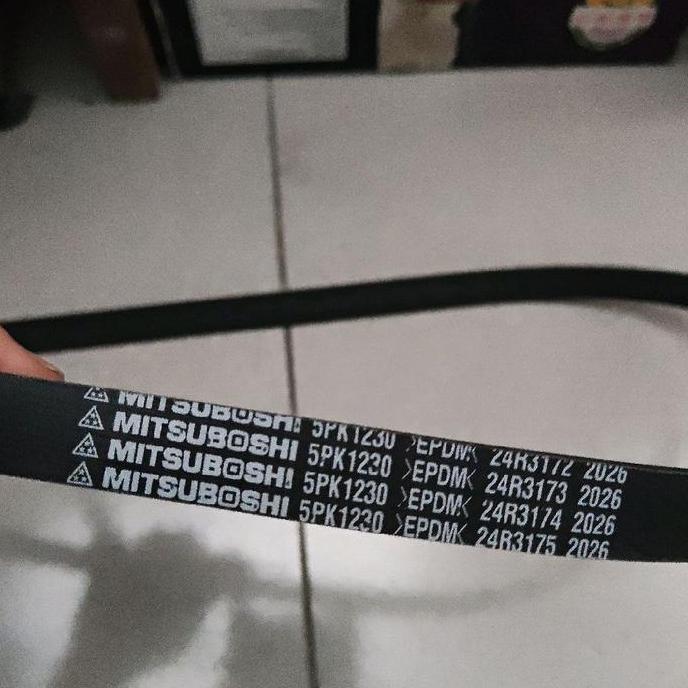 MITSUBOSHI 5PK1230 >EPDM< 24R3172 2026
MITSUBOSHI 5PK1230 >EPDM< 24R3173 2026
MITSUBOSHI 5PK1230 >EPDM< 24R3174 2026
MITSUBOSHI 5PK1230 >EPDM< 24R3175 2026